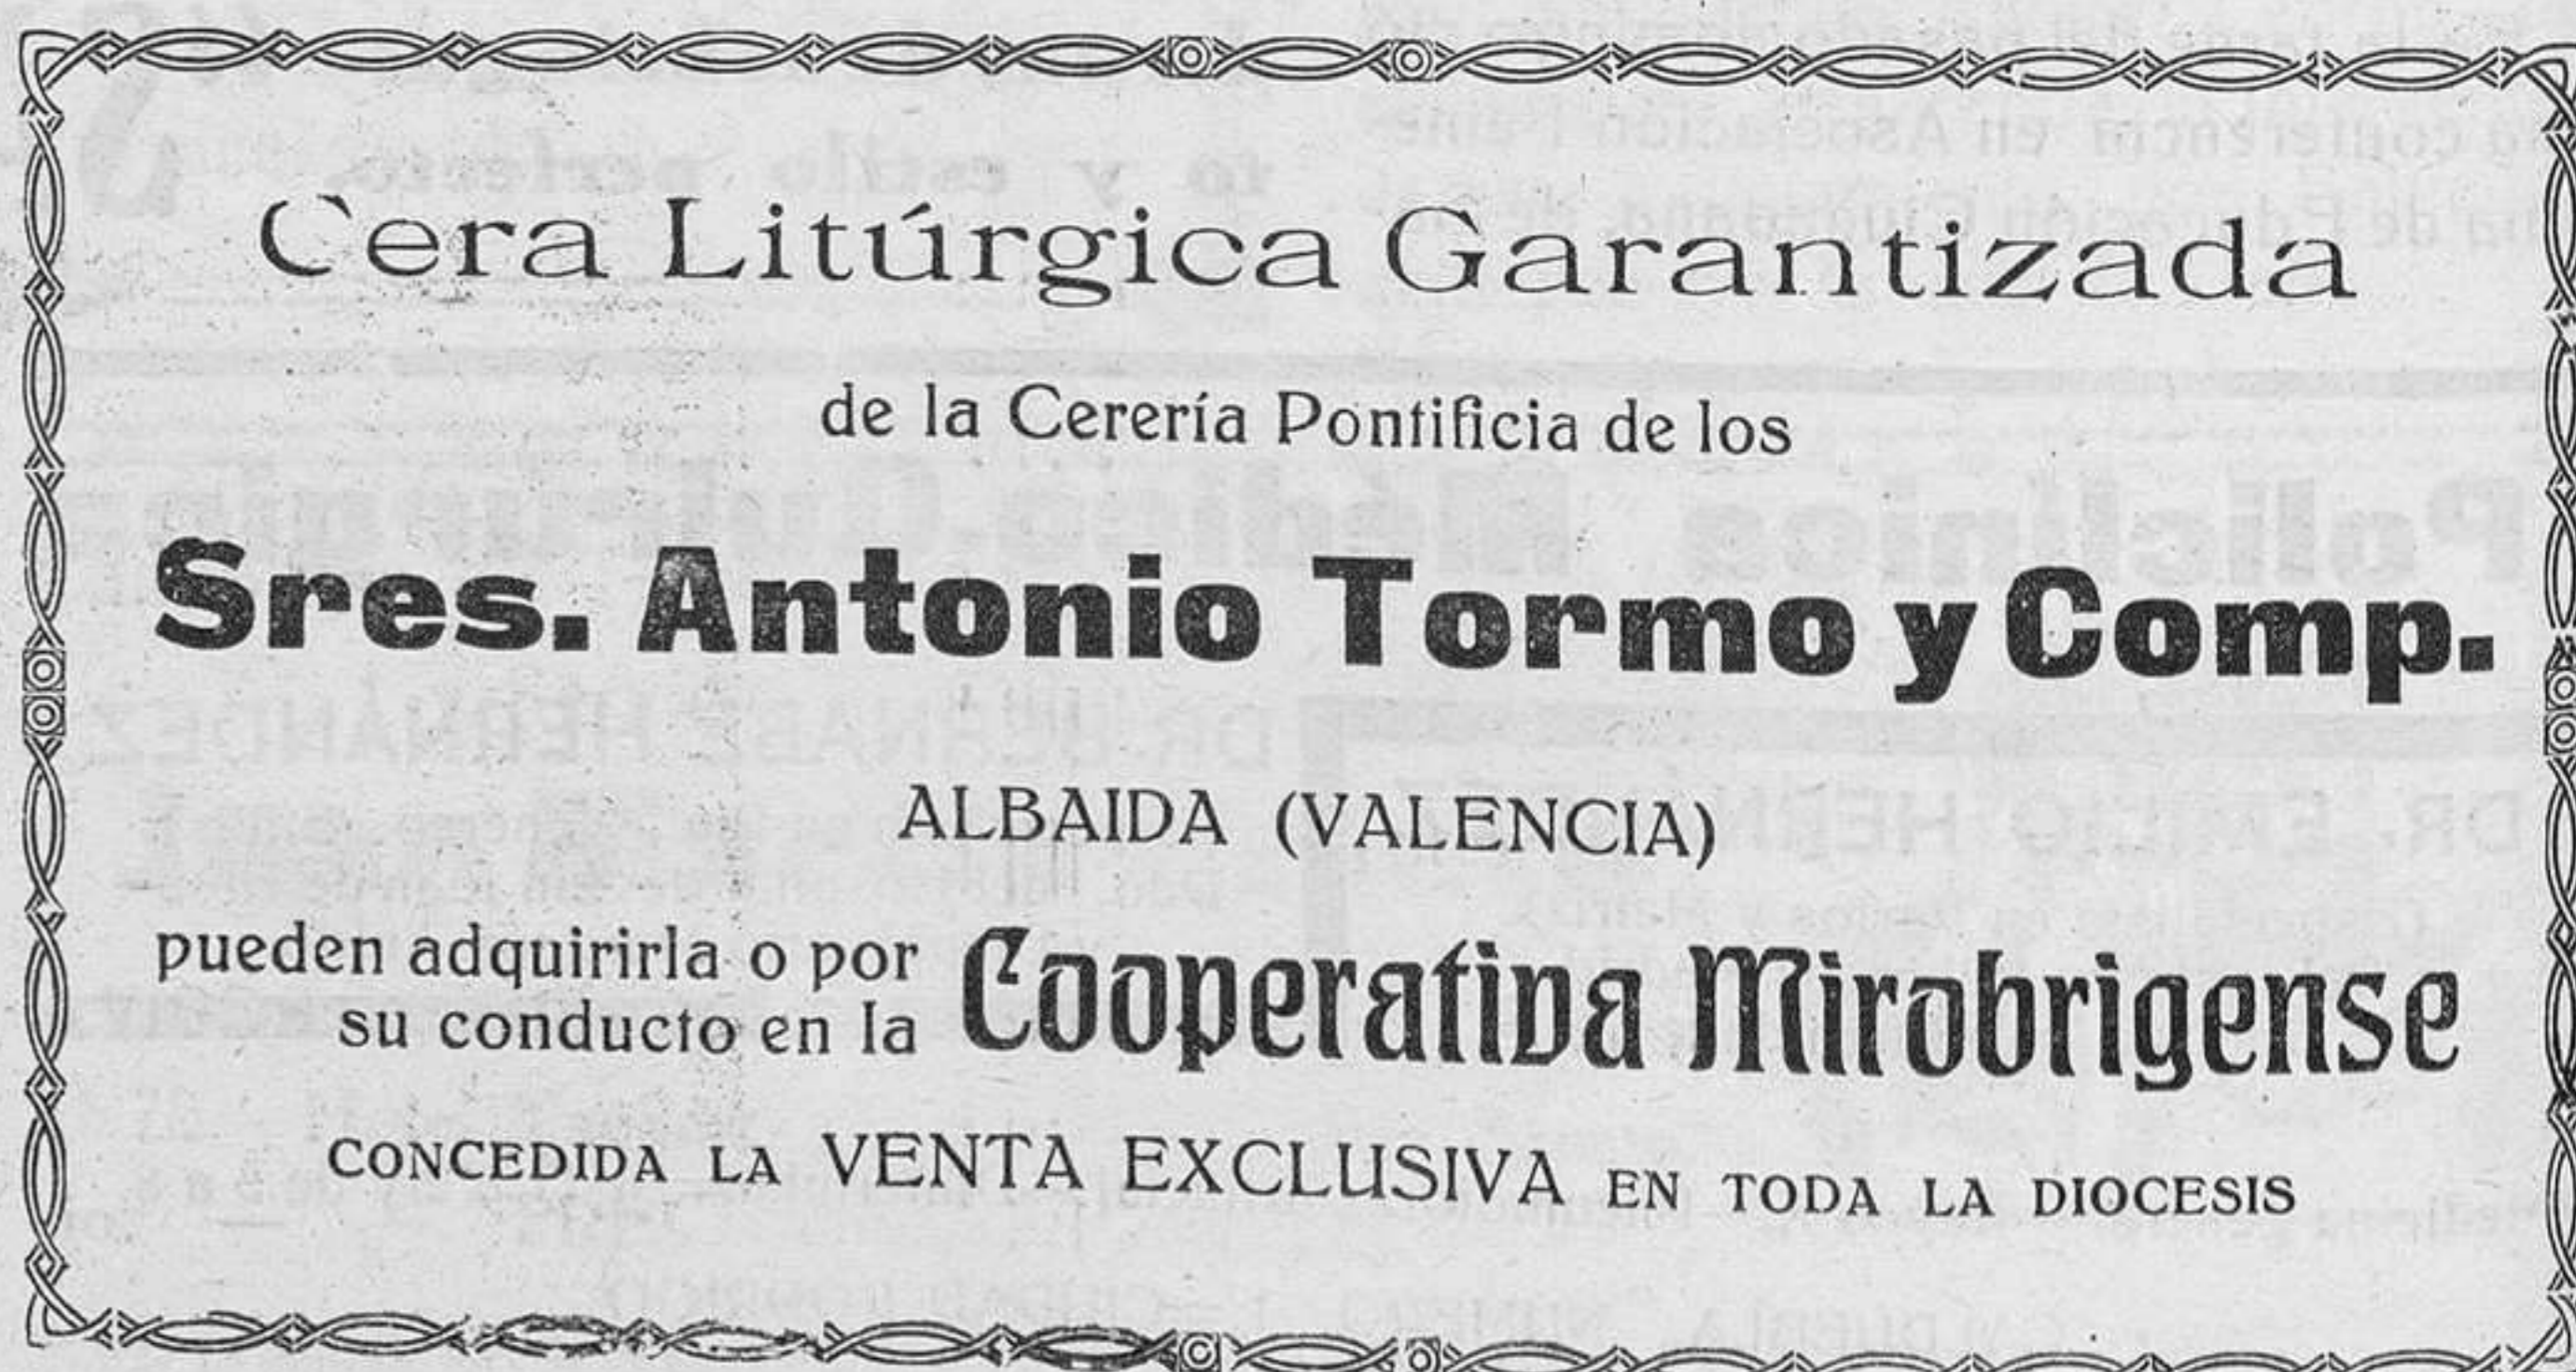 Cera Litúrgica Garantizada
de la Cerería Pontificia de los
Sres. Antonio Tormo y Comp.
ALBAIDA (VALENCIA)
pueden adquirirla o por
su conducto en la
Cooperativa Mirobrigense
CONCEDIDA LA VENTA EXCLUSIVA EN TODA LA DIOCESIS